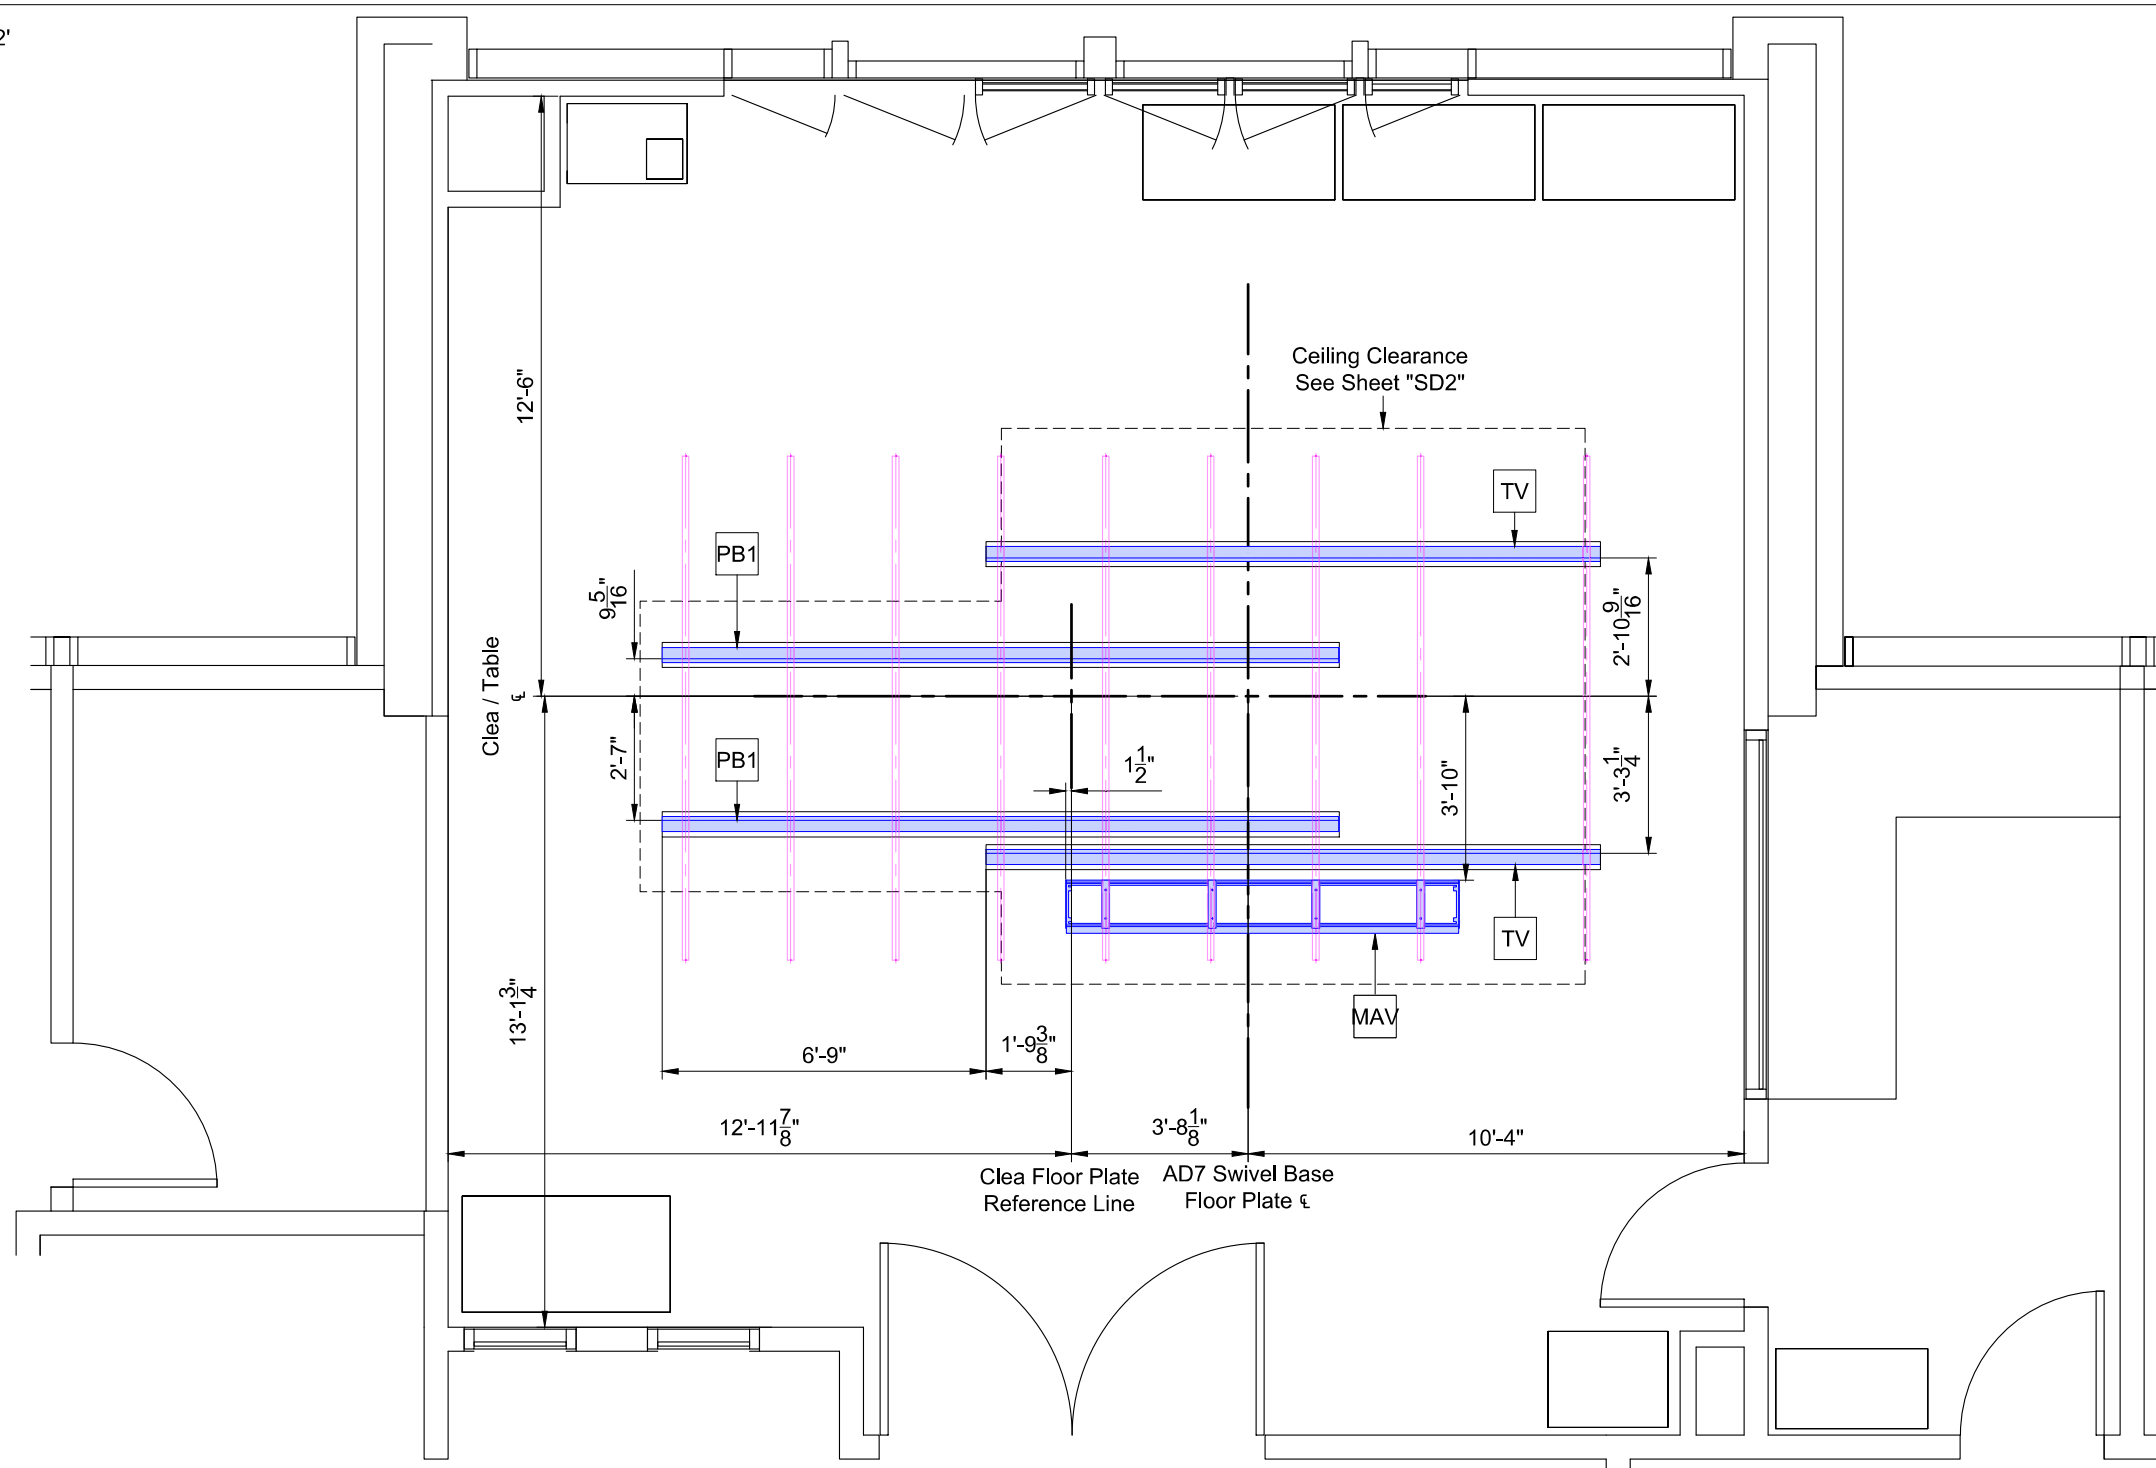 2'
Ceiling Clearance
See Sheet "SD2"
12'-6"
TV
PB1
9 5/16"
2'-10 9/16"
Clea / Table
℄
2'-7"
PB1
1 1/2"
3'-10"
3'-3 1/4"
TV
13'-1 3/4"
MAV
6'-9"
1'-9 3/8"
12'-11 7/8"
3'-8 1/8"
10'-4"
Clea Floor Plate
Reference Line
AD7 Swivel Base
Floor Plate ℄